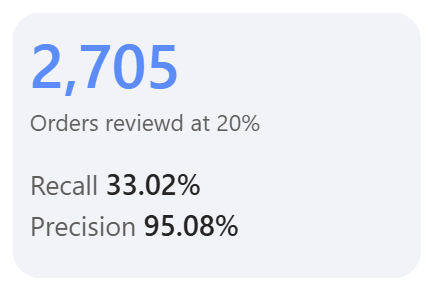 2,705
Orders reviewd at 20%
Recall 33.02%
Precision 95.08%